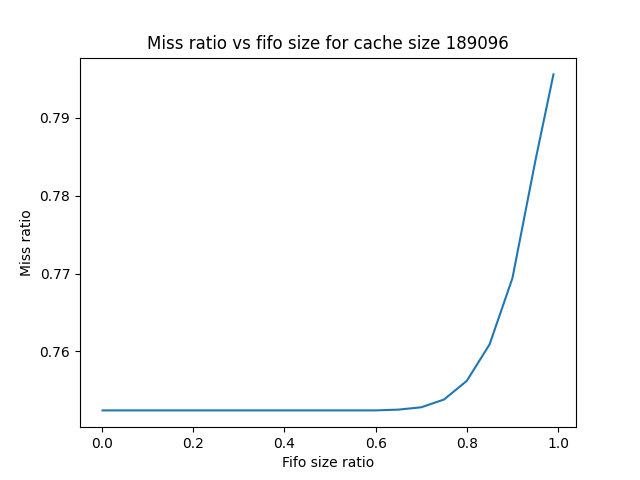 Miss ratio vs fifo size for cache size 189096
0.79
0.78
0.77
0.76
Miss ratio
0.0 0.2 0.4 0.6 0.8 1.0
Fifo size ratio